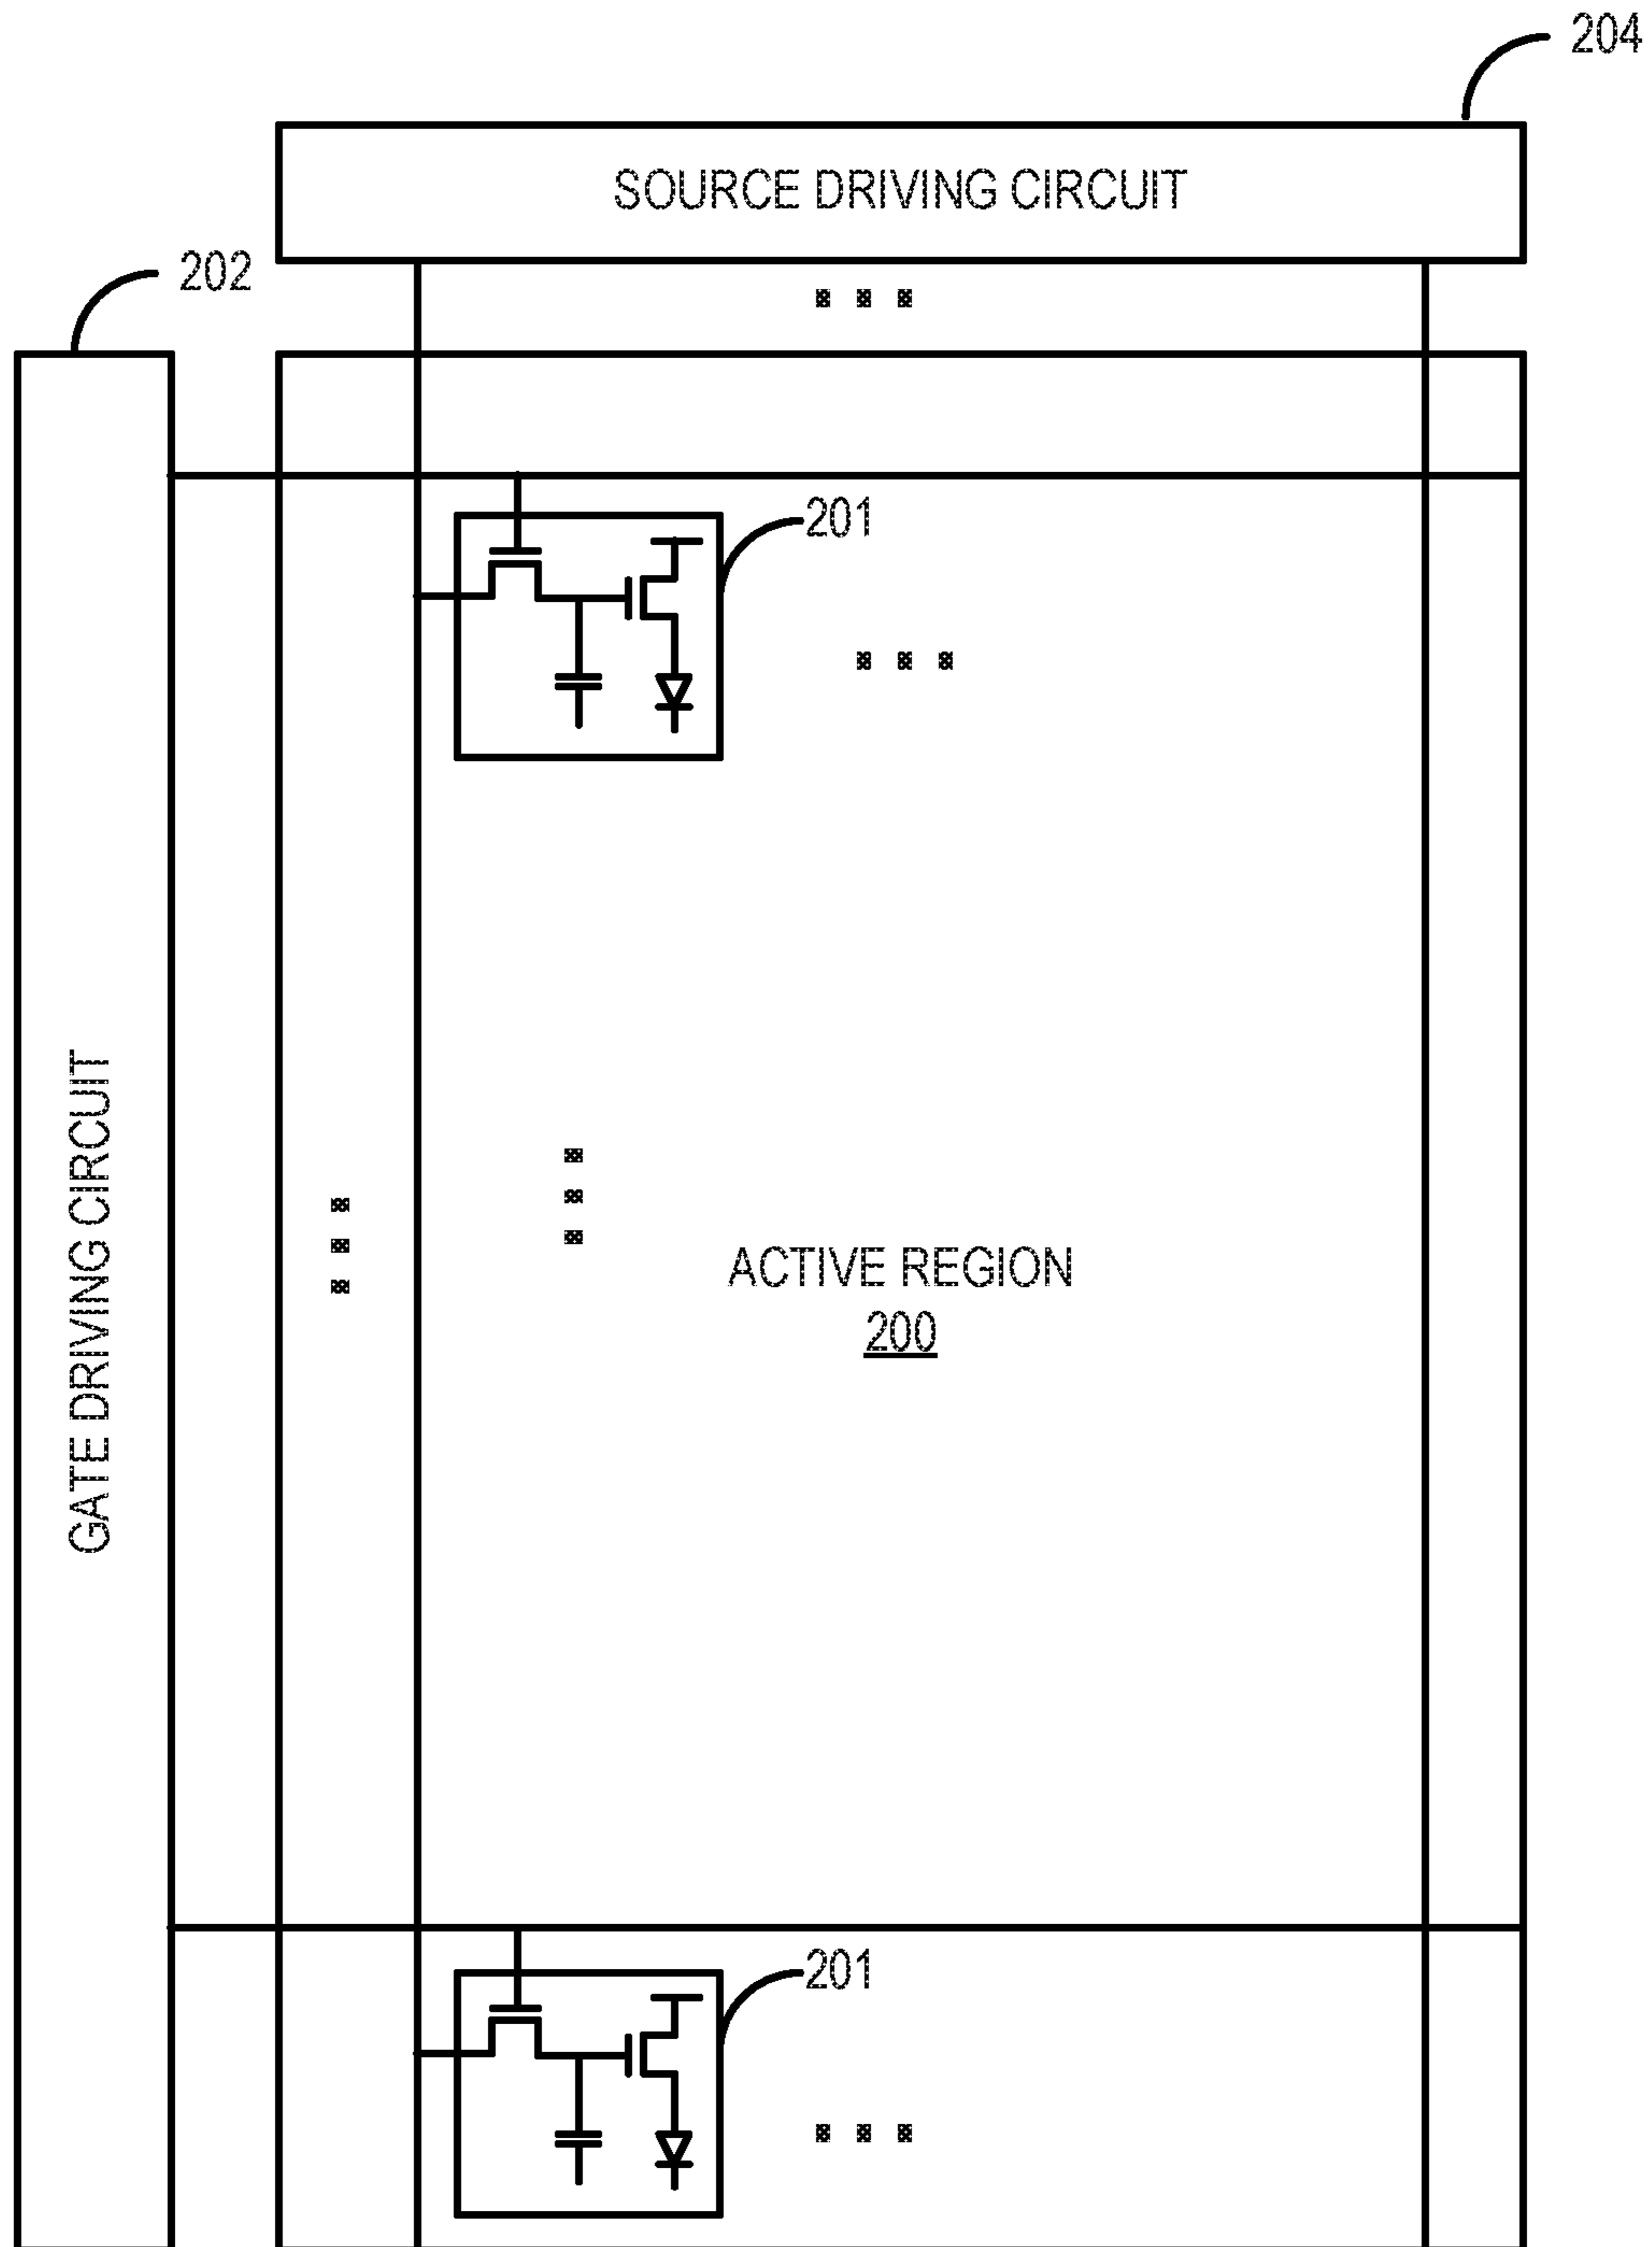 204
SOURCE DRIVING CIRCUIT
202
201
GATE DRIVING CIRCUIT
ACTIVE REGION
200
201